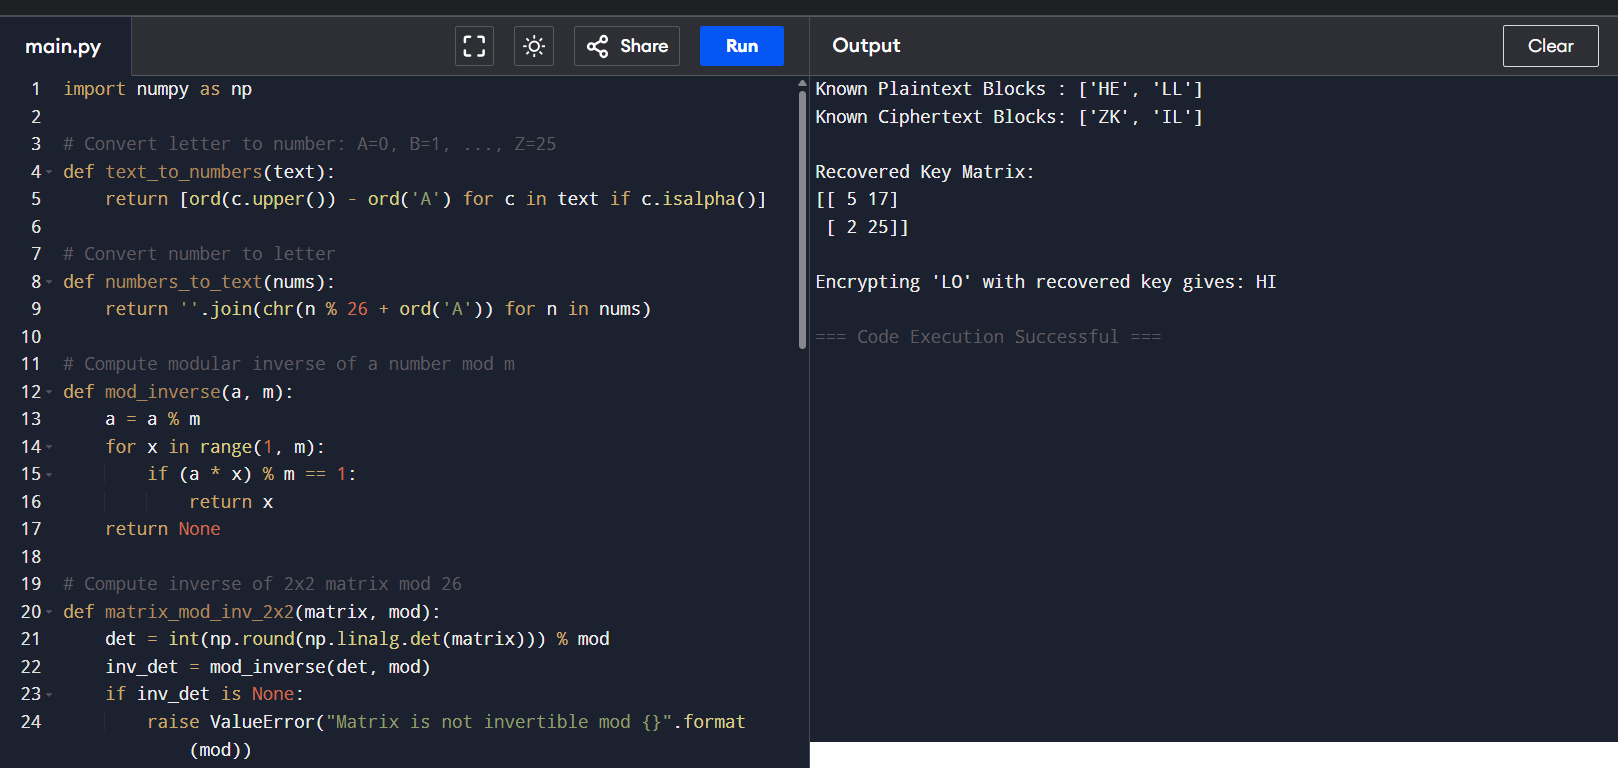 main.py
Share
Run
1 import numpy as np
2
3 # Convert letter to number: A=0, B=1, ..., Z=25
4 def text_to_numbers(text):
5     return [ord(c.upper()) - ord('A') for c in text if c.isalpha()]
6
7 # Convert number to letter
8 def numbers_to_text(nums):
9     return ''.join(chr(n % 26 + ord('A')) for n in nums)
10
11 # Compute modular inverse of a number mod m
12 def mod_inverse(a, m):
13     a = a % m
14     for x in range(1, m):
15         if (a * x) % m == 1:
16             return x
17     return None
18
19 # Compute inverse of 2x2 matrix mod 26
20 def matrix_mod_inv_2x2(matrix, mod):
21     det = int(np.round(np.linalg.det(matrix))) % mod
22     inv_det = mod_inverse(det, mod)
23     if inv_det is None:
24         raise ValueError("Matrix is not invertible mod {}".format
            (mod))
Output
Clear
Known Plaintext Blocks : ['HE', 'LL']
Known Ciphertext Blocks: ['ZK', 'IL']

Recovered Key Matrix:
[[ 5 17]
 [ 2 25]]

Encrypting 'LO' with recovered key gives: HI

=== Code Execution Successful ===